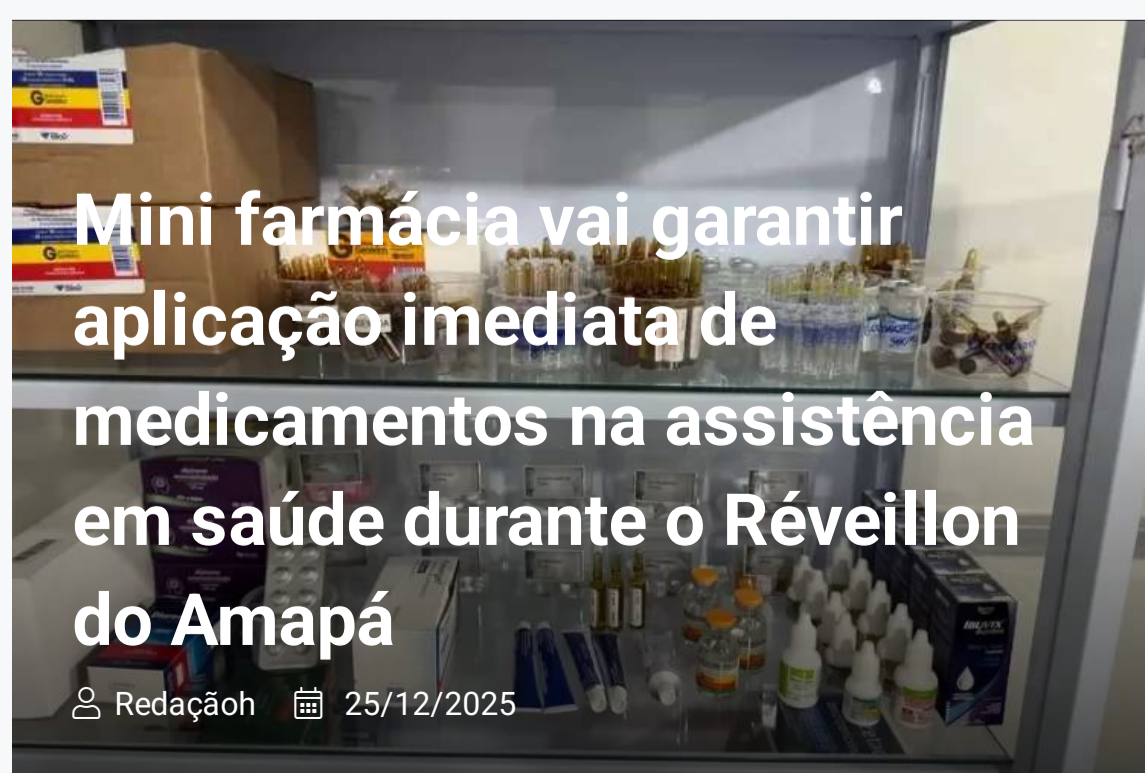 Mini farmácia vai garantir
aplicação imediata de
medicamentos na assistência
em saúde durante o Réveillon
do Amapá
Redaçãoh 25/12/2025
IBUVIX